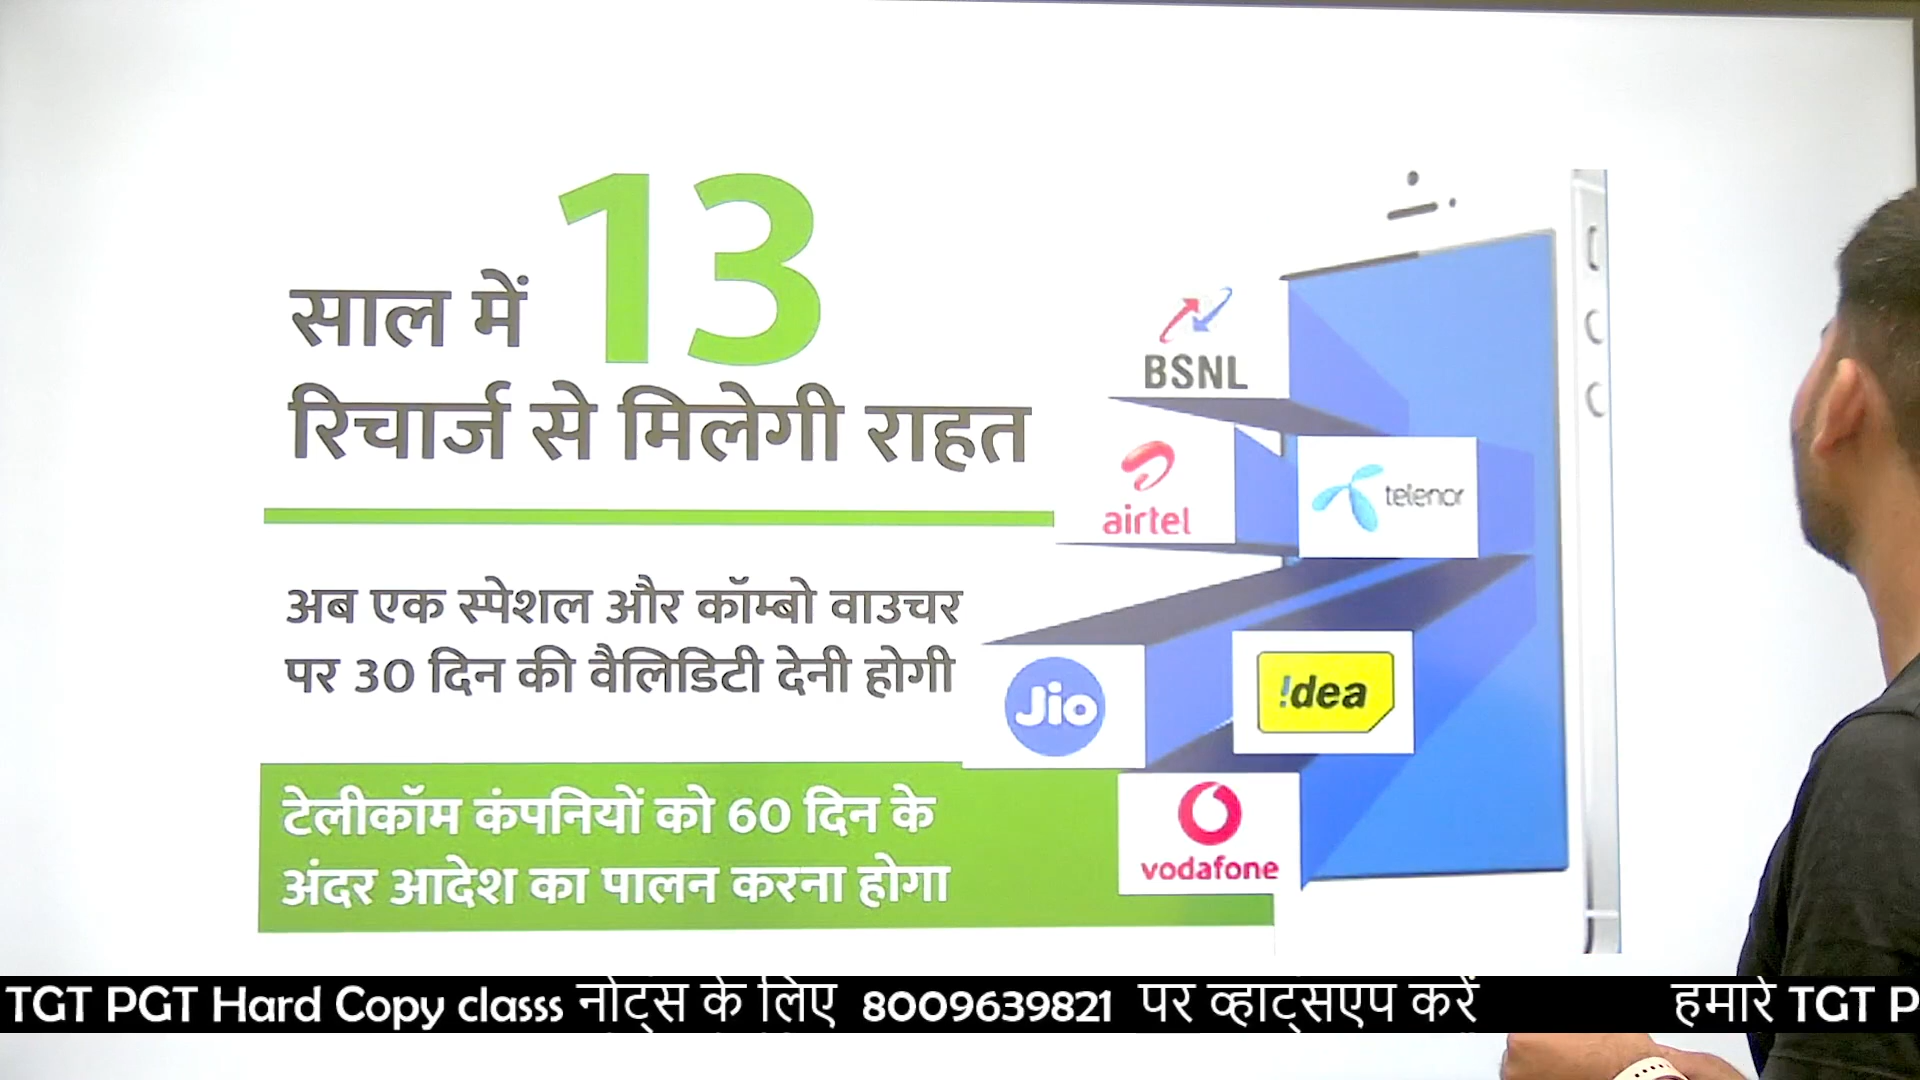 साल में 13
रिचार्ज से मिलेगी राहत
अब एक स्पेशल और कॉम्बो वाउचर
पर 30 दिन की वैलिडिटी देनी होगी
टेलीकॉम कंपनियों को 60 दिन के
अंदर आदेश का पालन करना होगा
BSNL
airtel
telenor
Jio
!dea
vodafone
TGT PGT Hard Copy classs नोट्स के लिए 8009639821 पर व्हाट्सएप करें हमारे TGT P